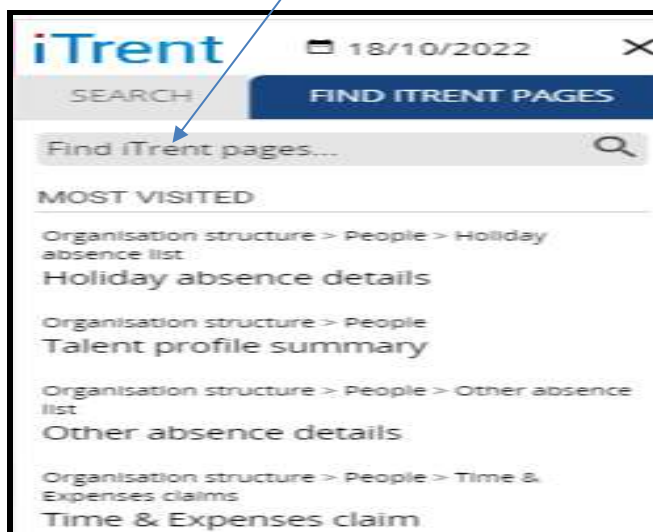 iTrent 18/10/2022
SEARCH FIND ITRENT PAGES
Find iTrent pages...
MOST VISITED
Organisation structure > People > Holiday
absence list
Holiday absence details
Organisation structure > People
Talent profile summary
Organisation structure > People > Other absence
list
Other absence details
Organisation structure > People > Time &
Expenses claims
Time & Expenses claim